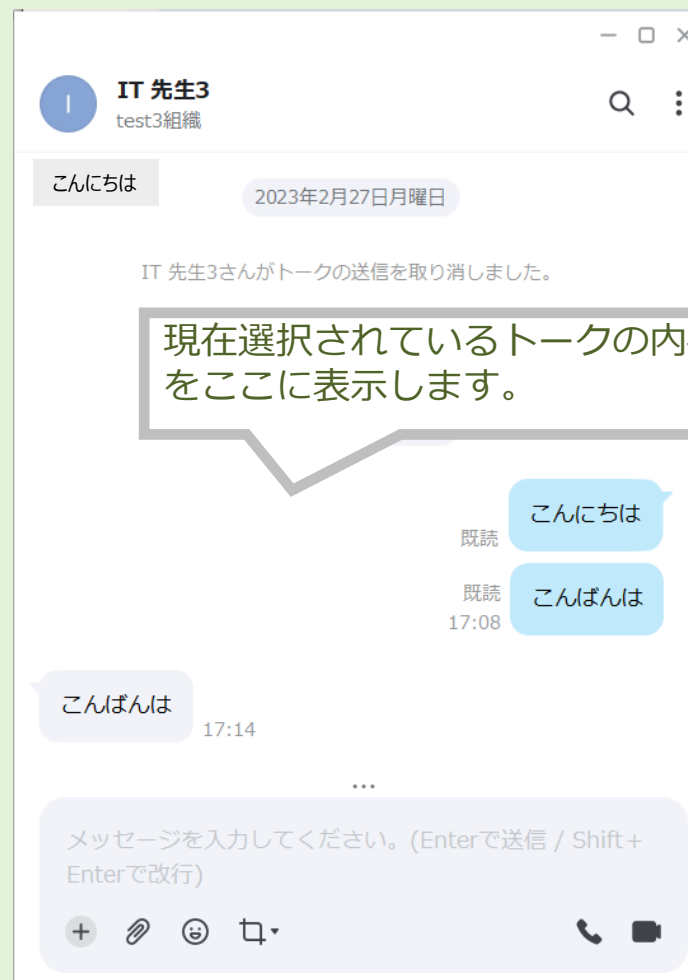 I
IT 先生3
test3組織
こんにちは
2023年2月27日月曜日
IT 先生3さんがトークの送信を取り消しました。
現在選択されているトークの内
をここに表示します。
こんにちは
既読
既読
こんばんは
17:08
こんばんは
17:14
メッセージを入力してください。(Enterで送信 / Shift+
Enterで改行)